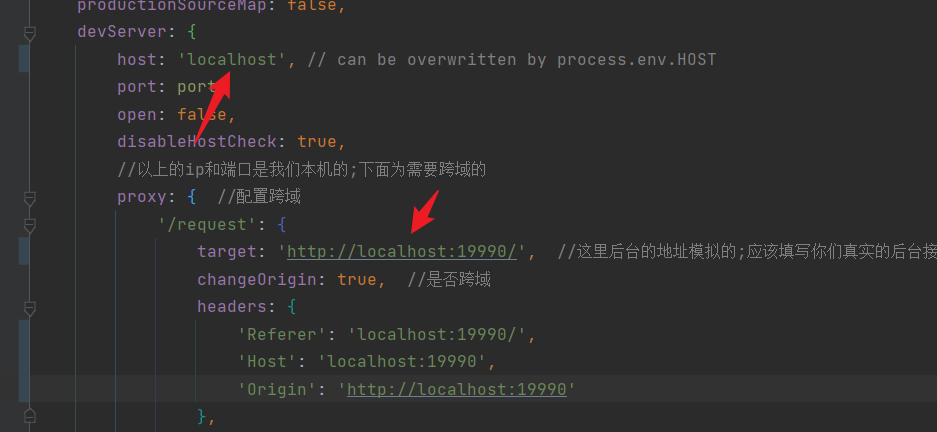 productionSourceMap: false,
devServer: {
host: 'localhost', // can be overwritten by process.env.HOST
port: port
open: false,
disableHostCheck: true,
//以上的ip和端口是我们本机的;下面为需要跨域的
proxy: { //配置跨域
'/request': {
target: 'http://localhost:19990/', //这里后台的地址模拟的;应该填写你们真实的后台接
changeOrigin: true, //是否跨域
headers: {
'Referer': 'localhost:19990/',
'Host': 'localhost:19990',
'Origin': 'http://localhost:19990'
},